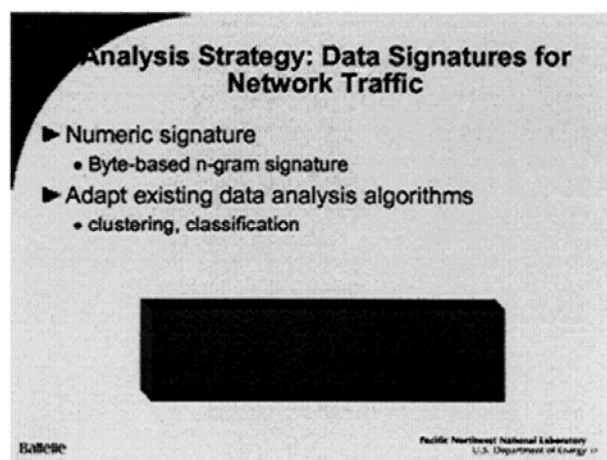 Analysis Strategy: Data Signatures for
Network Traffic
► Numeric signature
• Byte-based n-gram signature
► Adapt existing data analysis algorithms
• clustering, classification
Battelle
Pacific Northwest National Laboratory
U.S. Department of Energy